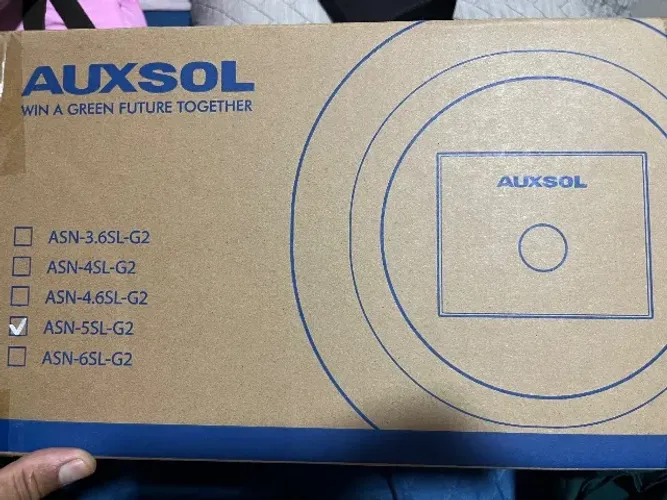 AUXSOL
WIN A GREEN FUTURE TOGETHER
AUXSOL
ASN-3.6SL-G2
ASN-4SL-G2
ASN-4.6SL-G2
ASN-5SL-G2
ASN-6SL-G2